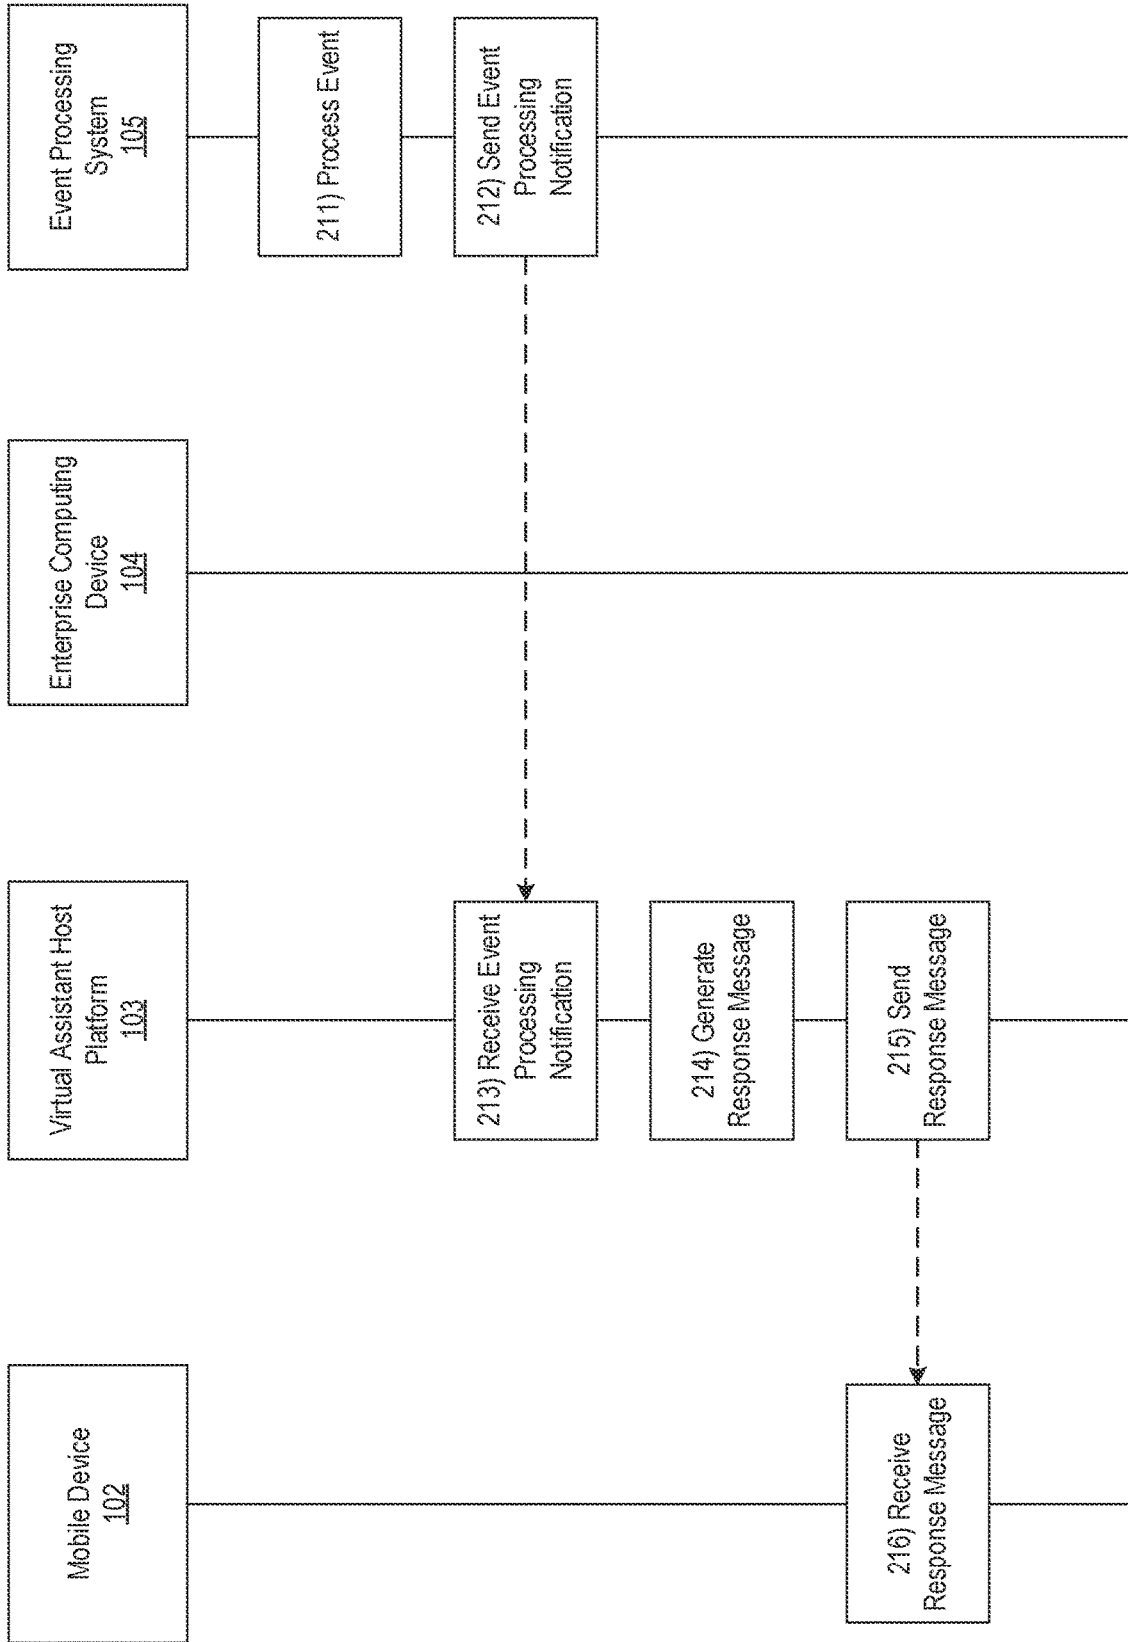 Mobile Device
102
Virtual Assistant Host
Platform
103
Enterprise Computing
Device
104
Event Processing
System
105
211) Process Event
212) Send Event
Processing
Notification
213) Receive Event
Processing
Notification
214) Generate
Response Message
215) Send
Response Message
216) Receive
Response Message